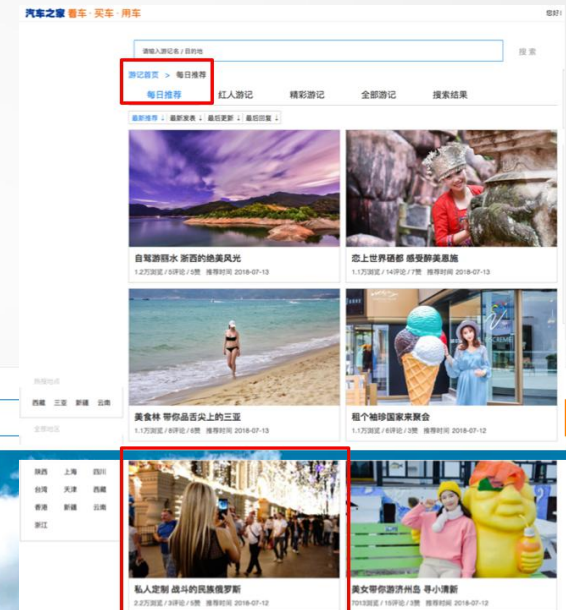 汽车之家 看车·买车·用车
您好!
请输入游记名 / 目的地
搜索
游记首页 > 每日推荐
每日推荐 红人游记 精彩游记 全部游记 搜索结果
最新推荐↓ 最新发表↓ 最后更新↓ 最后回复↓
自驾游丽水 浙西的绝美风光
1.2万浏览 / 5评论 / 5赞 推荐时间 2018-07-13
恋上世界硒都 感受醉美恩施
1.1万浏览 / 14评论 / 7赞 推荐时间 2018-07-13
热搜地点
西藏 三亚 新疆 云南
全部地区
美食林 带你品舌尖上的三亚
1.1万浏览 / 8评论 / 6赞 推荐时间 2018-07-13
租个袖珍国家来聚会
1.1万浏览 / 6评论 / 3赞 推荐时间 2018-07-12
陕西 上海 四川
台湾 天津 西藏
香港 新疆 云南
浙江
私人定制 战斗的民族俄罗斯
2.2万浏览 / 3评论 / 5赞 推荐时间 2018-07-12
美女带你游济州岛 寻小清新
7013浏览 / 15评论 / 3赞 推荐时间 2018-07-12